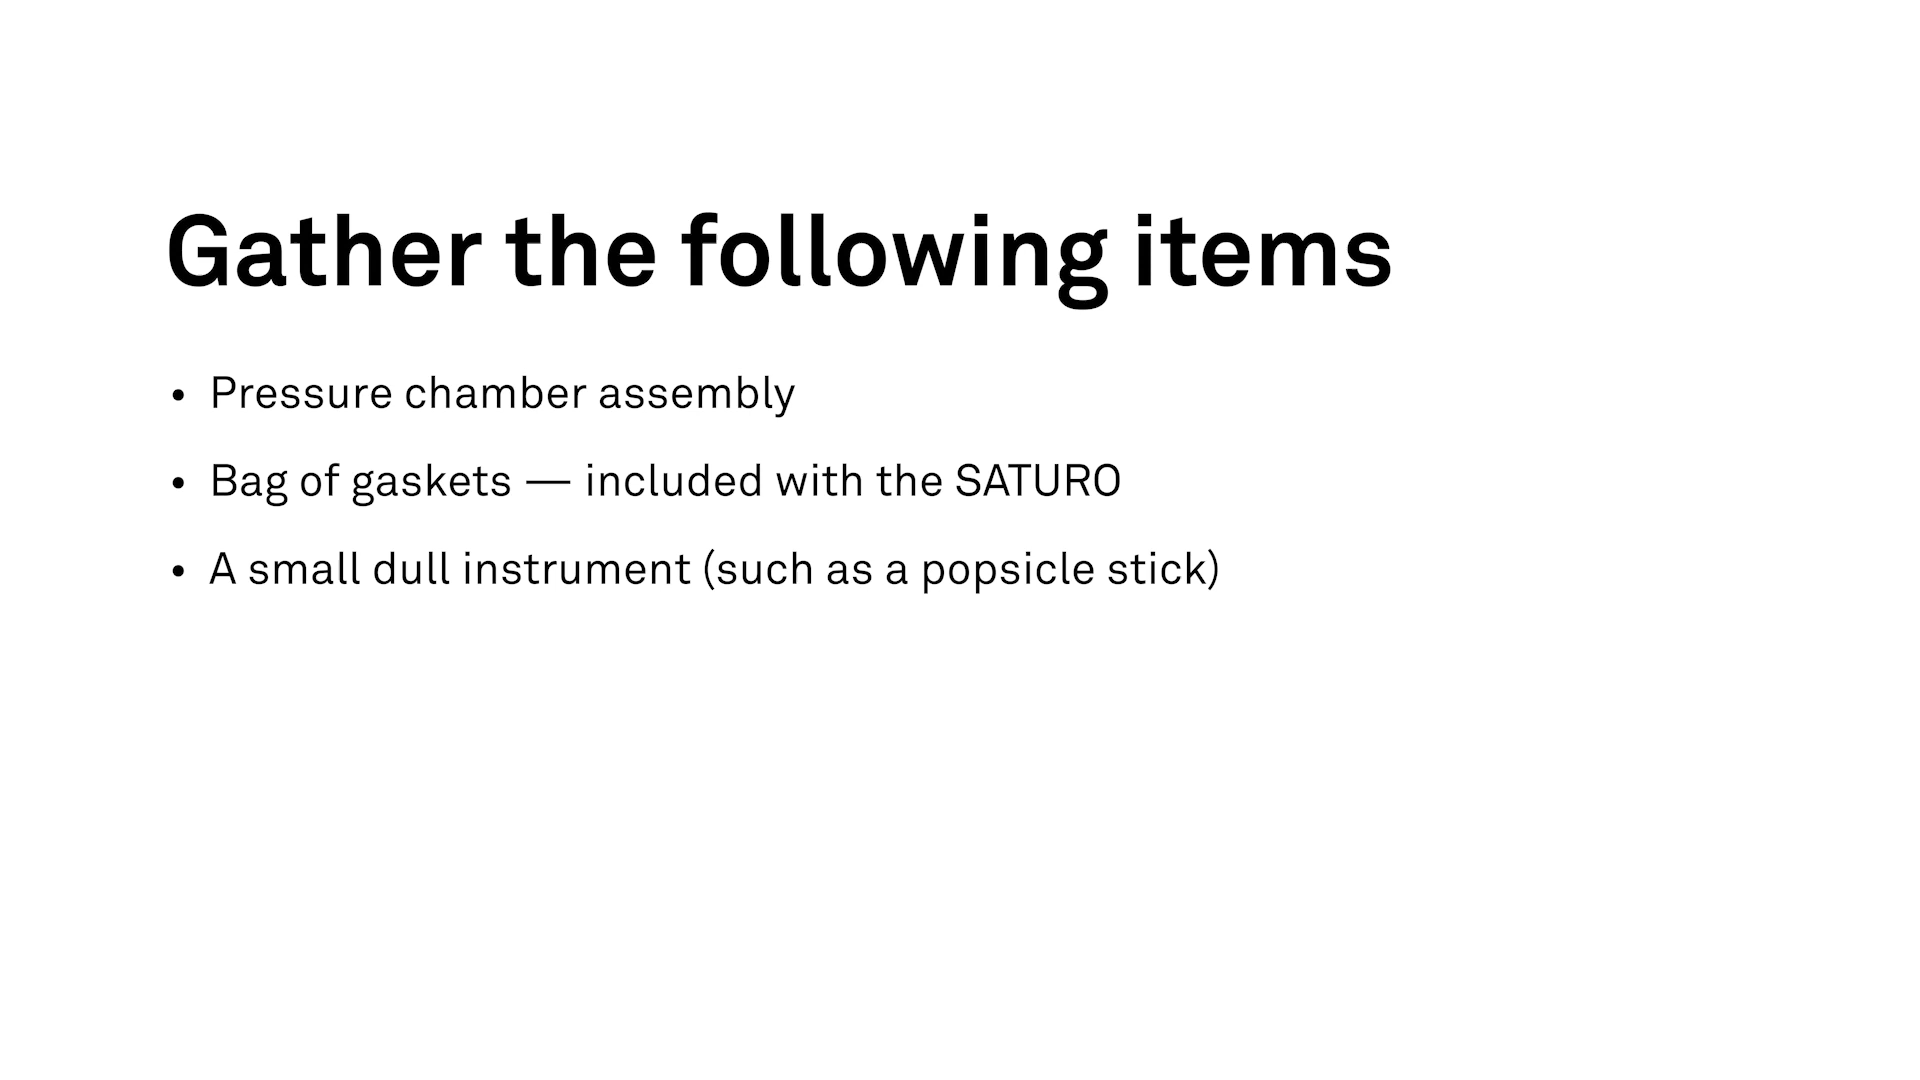 Gather the following items
• Pressure chamber assembly
• Bag of gaskets — included with the SATURO
• A small dull instrument (such as a popsicle stick)